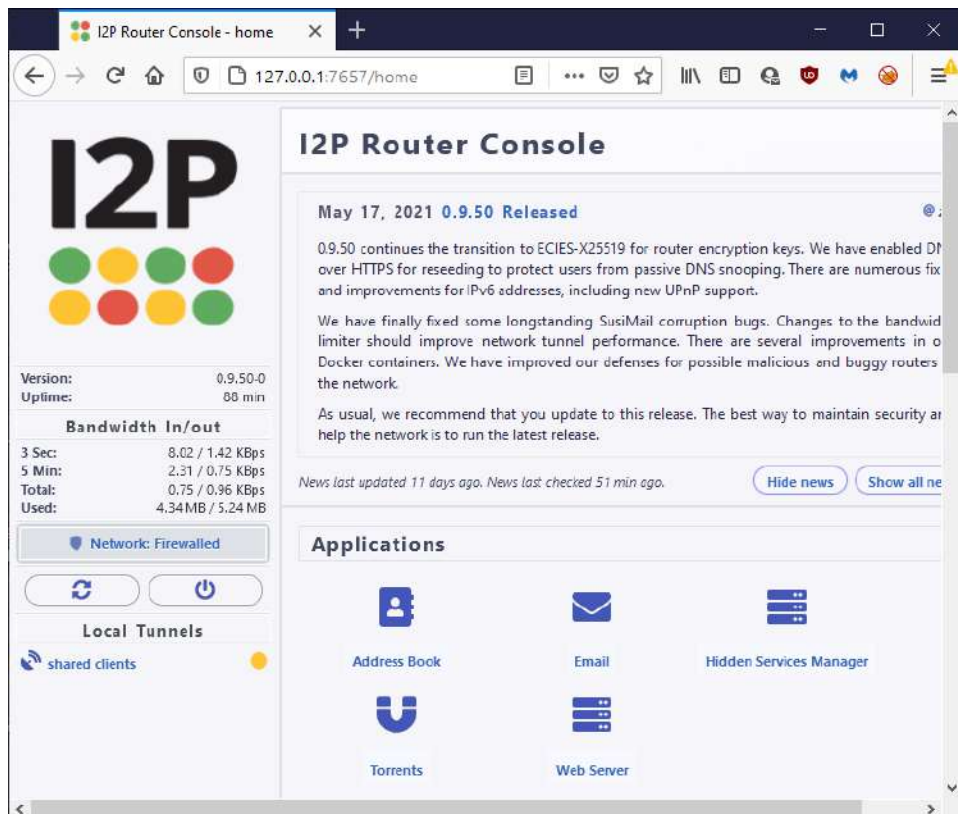 I2P Router Console - home
127.0.0.1:7657/home
I2P
Version: 0.9.50-0
Uptime: 88 min
Bandwidth In/out
3 Sec: 8.02 / 1.42 KBps
5 Min: 2.31 / 0.75 KBps
Total: 0.75 / 0.96 KBps
Used: 4.34 MB / 5.24 MB
Network: Firewalled
Local Tunnels
shared clients
I2P Router Console
May 17, 2021 0.9.50 Released
0.9.50 continues the transition to ECIES-X25519 for router encryption keys. We have enabled
over HTTPS for reseeding to protect users from passive DNS snooping. There are numerous fix
and improvements for IPv6 addresses, including new UPnP support.
We have finally fixed some longstanding SusiMail corruption bugs. Changes to the bandwid
limiter should improve network tunnel performance. There are several improvements in o
Docker containers. We have improved our defenses for possible malicious and buggy routers
the network.
As usual, we recommend that you update to this release. The best way to maintain security
help the network is to run the latest release.
News last updated 11 days ago. News last checked 51 min ago.
Hide news
Show all ne
Applications
Address Book
Email
Hidden Services Manager
Torrents
Web Server